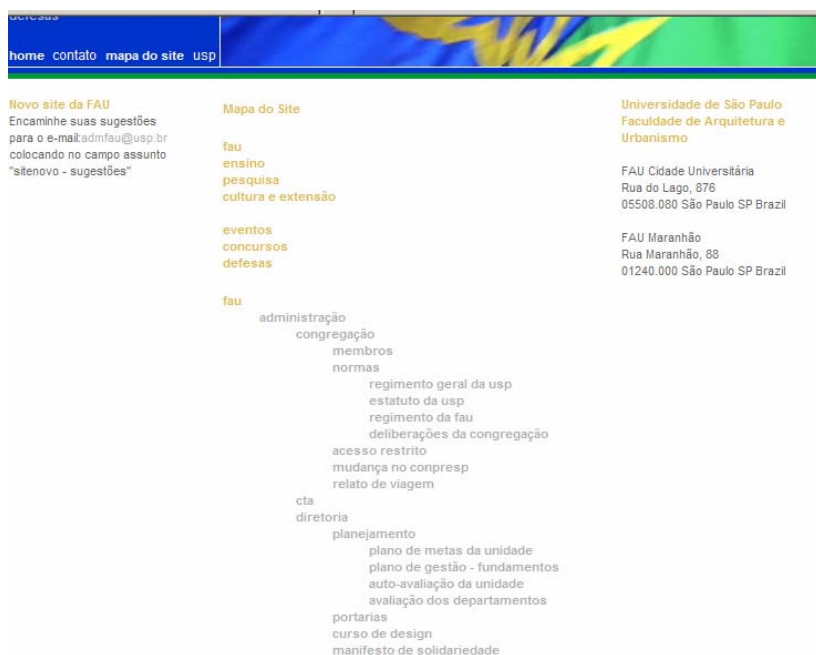 defesas
home contato mapa do site usp
Novo site da FAU
Encaminhe suas sugestões
para o e-mail:admfau@usp.br
colocando no campo assunto
"sitenovo - sugestões"
Mapa do Site
fau
ensino
pesquisa
cultura e extensão
eventos
concursos
defesas
fau
administração
congregação
membros
normas
regimento geral da usp
estatuto da usp
regimento da fau
deliberações da congregação
acesso restrito
mudança no conpresp
relato de viagem
cta
diretoria
planejamento
plano de metas da unidade
plano de gestão - fundamentos
auto-avaliação da unidade
avaliação dos departamentos
portarias
curso de design
manifesto de solidariedade
Universidade de São Paulo
Faculdade de Arquitetura e
Urbanismo
FAU Cidade Universitária
Rua do Lago, 876
05508.080 São Paulo SP Brazil
FAU Maranhão
Rua Maranhão, 88
01240.000 São Paulo SP Brazil